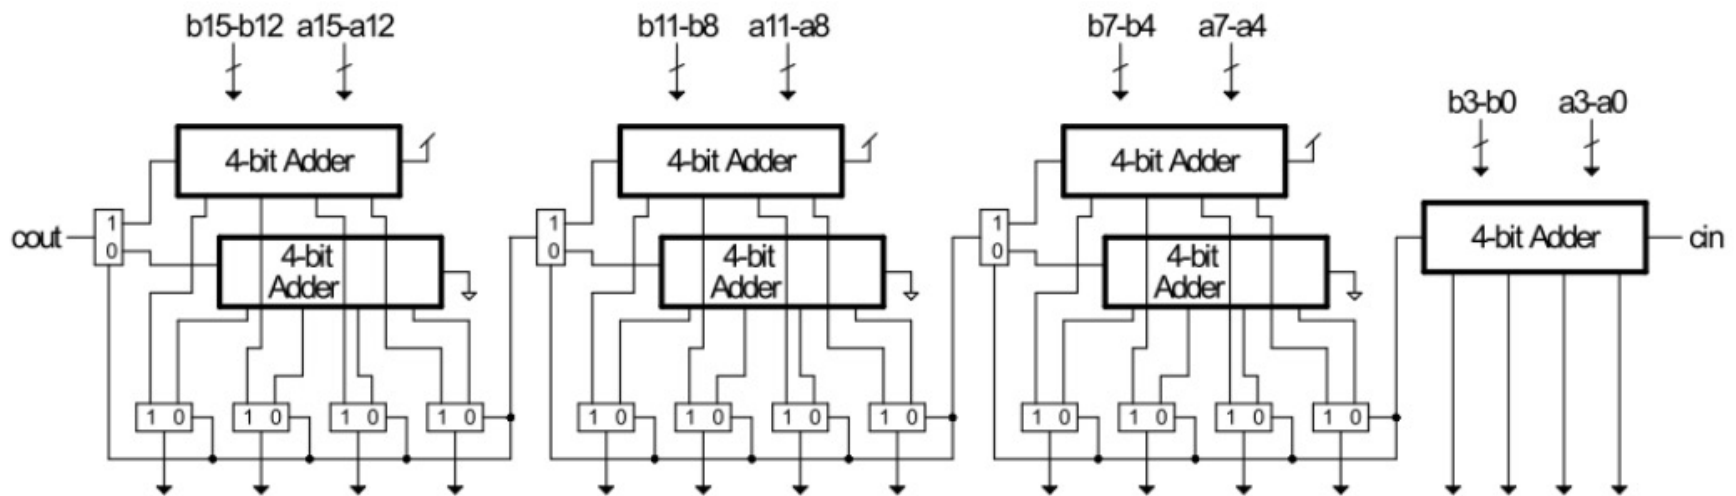 b15-b12 a15-a12 b11-b8 a11-a8 b7-b4 a7-a4
b3-b0 a3-a0
4-bit Adder 4-bit Adder 4-bit Adder
1 1 1
cout 0 0 0 4-bit Adder cin
4-bit 4-bit 4-bit
Adder Adder Adder
1 0 1 0 1 0 1 0 1 0 1 0 1 0 1 0 1 0 1 0 1 0 1 0